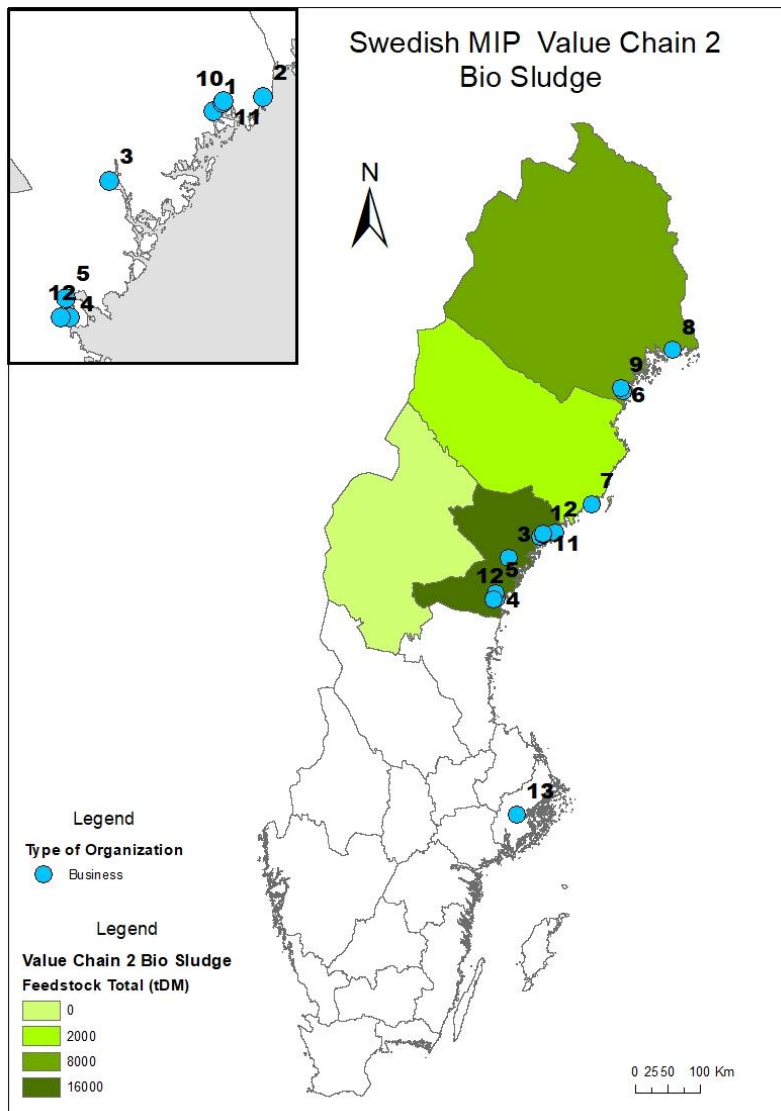 Swedish MIP Value Chain 2
Bio Sludge
10
1
2
11
3
5
12
4
N
8
9
6
7
1
2
3
11
5
12
4
13
Legend
Type of Organization
Business
Legend
Value Chain 2 Bio Sludge
Feedstock Total (tDM)
0
2000
8000
16000
0 25 50 100 Km